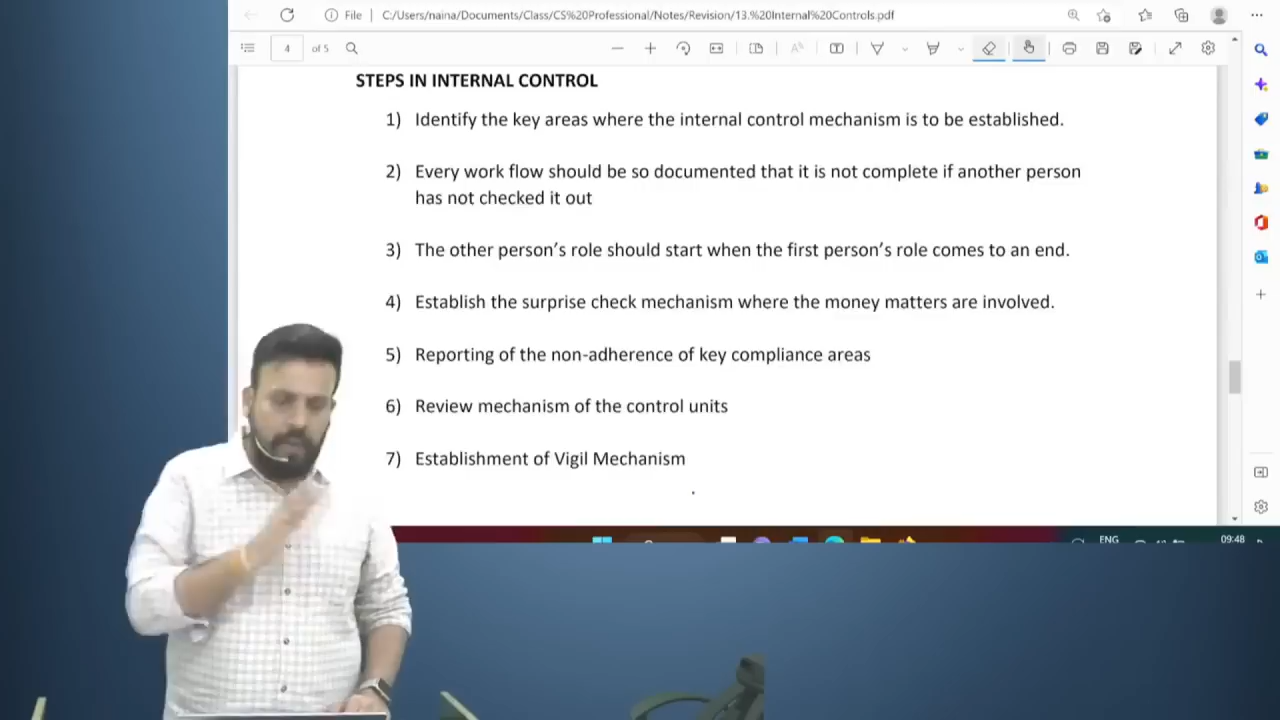 File C:/Users/naina/Documents/Class/CS%20Professional/Notes/Revision/13.%20Internal%20Controls.pdf
4 of 5
STEPS IN INTERNAL CONTROL
1) Identify the key areas where the internal control mechanism is to be established.
2) Every work flow should be so documented that it is not complete if another person
has not checked it out
3) The other person's role should start when the first person's role comes to an end.
4) Establish the surprise check mechanism where the money matters are involved.
5) Reporting of the non-adherence of key compliance areas
6) Review mechanism of the control units
7) Establishment of Vigil Mechanism
ENG
09:48